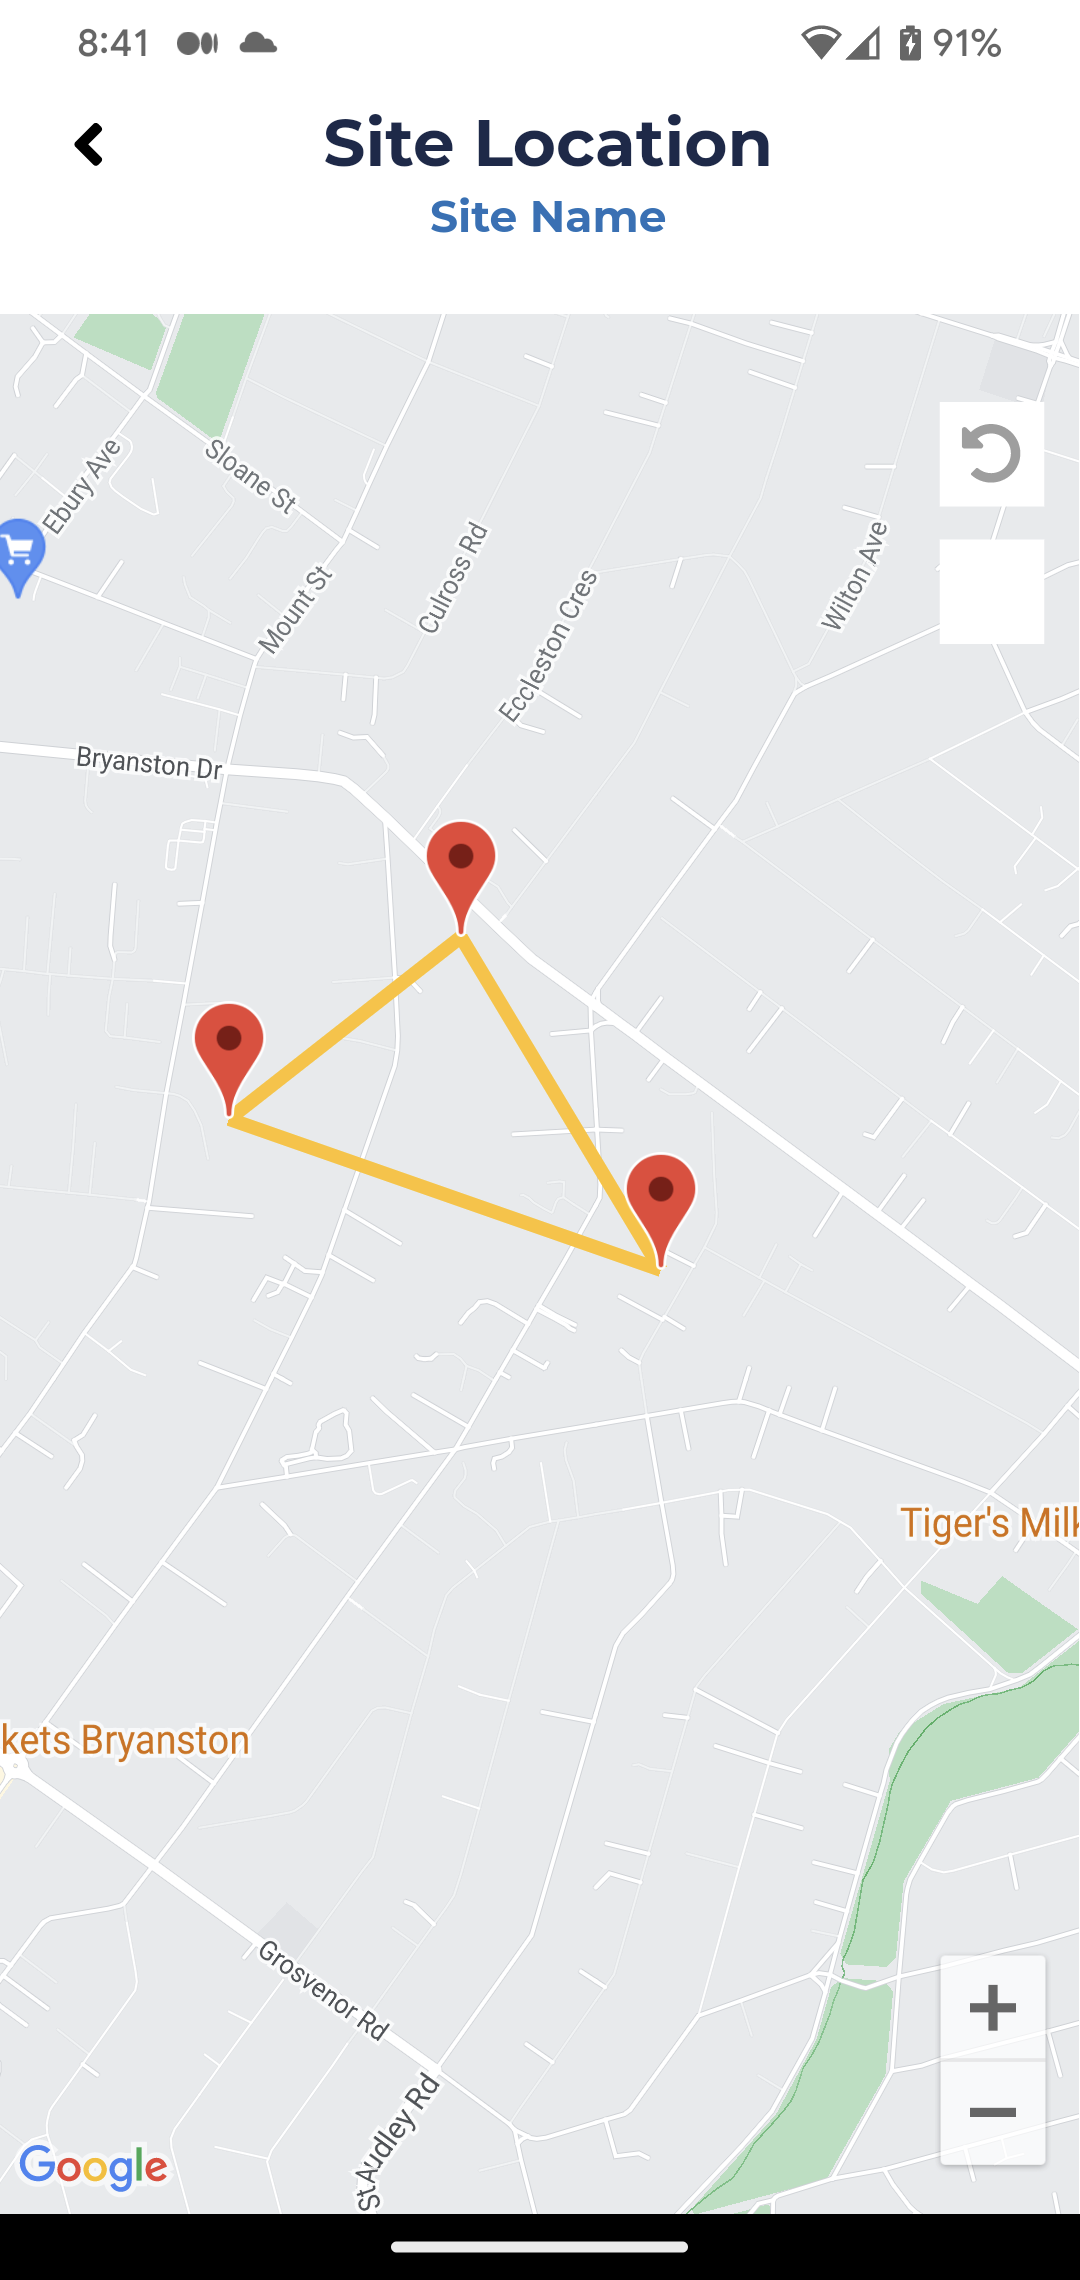 8:41
91%
Site Location
Site Name
Sloane St
Ebury Ave
Culross Rd
Wilton Ave
Mount St
Eccleston Cres
Bryanston Dr
Tiger's Milk
kets Bryanston
Grosvenor Rd
St Audley Rd
Google